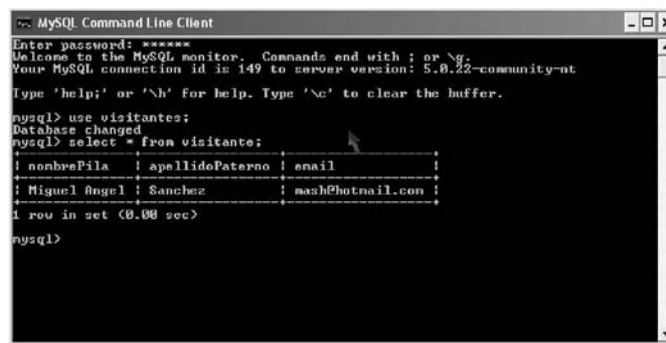 MySQL Command Line Client
Enter password: ******
Welcome to the MySQL monitor.  Commands end with ; or \g.
Your MySQL connection id is 149 to server version: 5.0.22-community-nt
Type 'help;' or '\h' for help. Type '\c' to clear the buffer.
mysql> use visitantes;
Database changed
mysql> select * from visitante;
+--------------+-----------------+------------------+
| nombrePila   | apellidoPaterno | email            |
+--------------+-----------------+------------------+
| Miguel Angel | Sanchez         | mash@hotmail.com |
+--------------+-----------------+------------------+
1 row in set (0.00 sec)
mysql>